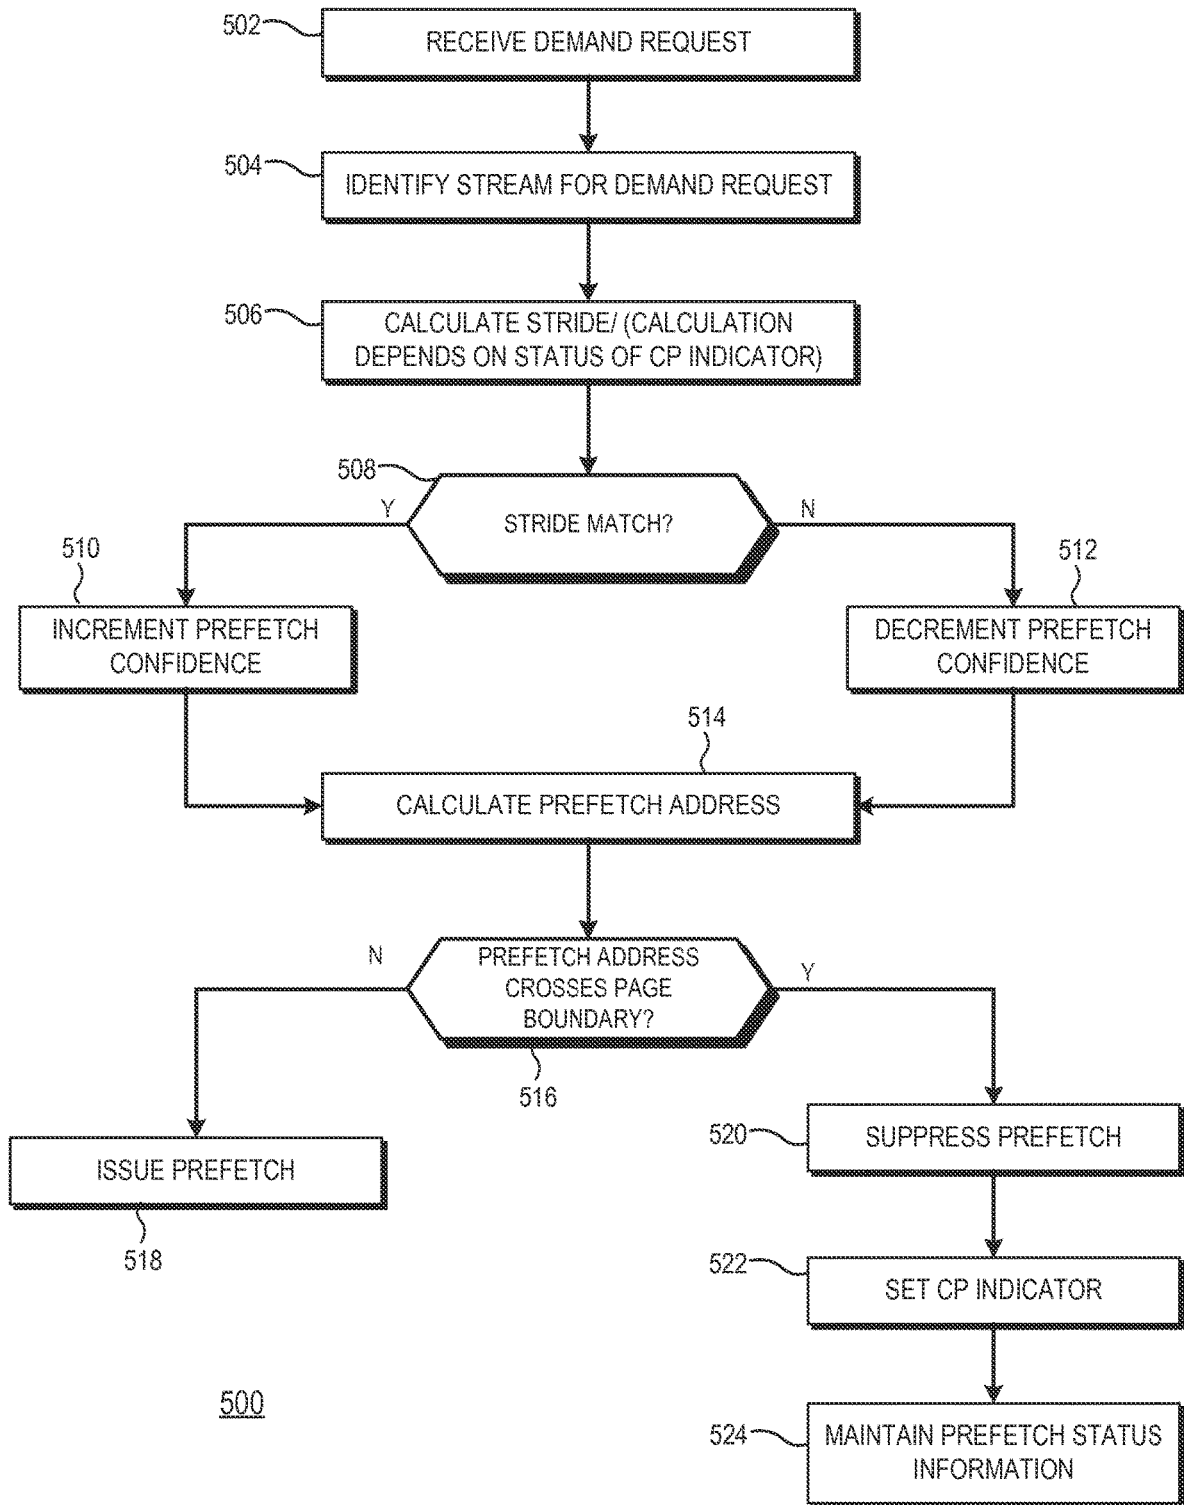 502
RECEIVE DEMAND REQUEST
504
IDENTIFY STREAM FOR DEMAND REQUEST
506
CALCULATE STRIDE/ (CALCULATION
DEPENDS ON STATUS OF CP INDICATOR)
508
Y
N
STRIDE MATCH?
510
512
INCREMENT PREFETCH
CONFIDENCE
DECREMENT PREFETCH
CONFIDENCE
514
CALCULATE PREFETCH ADDRESS
N
Y
PREFETCH ADDRESS
CROSSES PAGE
BOUNDARY?
516
520
SUPPRESS PREFETCH
ISSUE PREFETCH
518
522
SET CP INDICATOR
500
524
MAINTAIN PREFETCH STATUS
INFORMATION